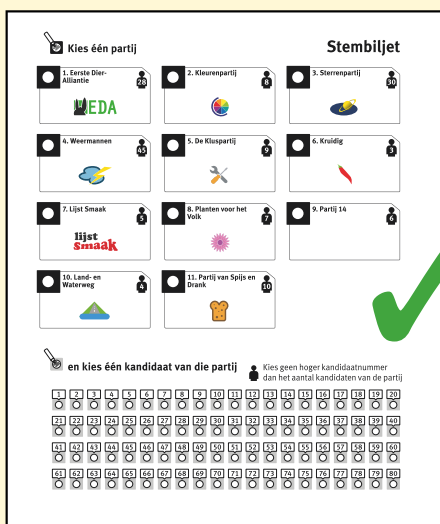 Kies één partij
Stembiljet
1. Eerste Dier-
Alliantie
28
EDA
2. Kleurenpartij
8
3. Sterrenpartij
30
4. Weermannen
45
5. De Kluspartij
9
6. Kruidig
3
7. Lijst Smaak
5
lijst
smaak
8. Planten voor het
Volk
7
9. Partij 14
6
10. Land- en
Waterweg
4
11. Partij van Spijs en
Drank
10
en kies één kandidaat van die partij
Kies geen hoger kandidaatnummer
dan het aantal kandidaten van de partij
1 2 3 4 5 6 7 8 9 10 11 12 13 14 15 16 17 18 19 20
21 22 23 24 25 26 27 28 29 30 31 32 33 34 35 36 37 38 39 40
41 42 43 44 45 46 47 48 49 50 51 52 53 54 55 56 57 58 59 60
61 62 63 64 65 66 67 68 69 70 71 72 73 74 75 76 77 78 79 80